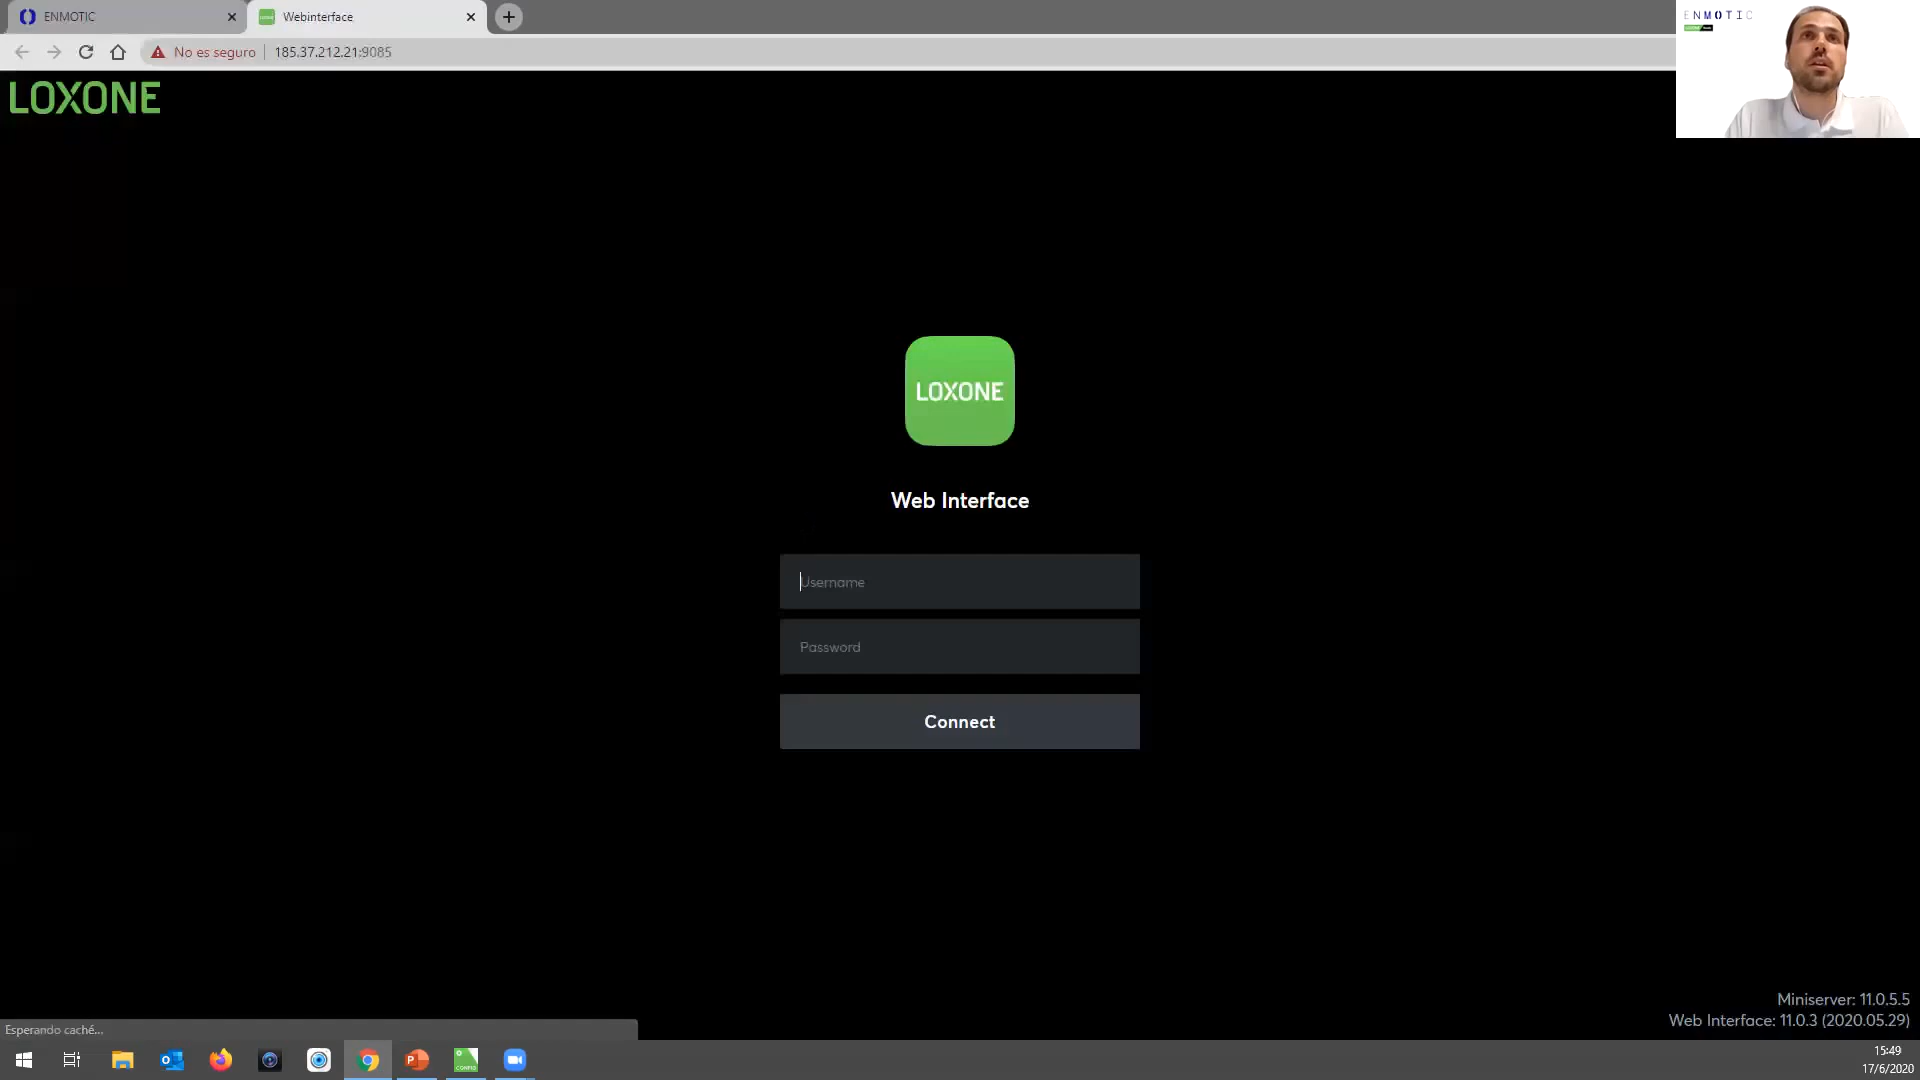 ENMOTIC
Webinterface
No es seguro
185.37.212.21:9085
ENMOTIC
LOXONE
LOXONE
Web Interface
Username
Password
Connect
Miniserver: 11.0.5.5
Web Interface: 11.0.3 (2020.05.29)
Esperando caché...
CONFIG
15:49
17/6/2020